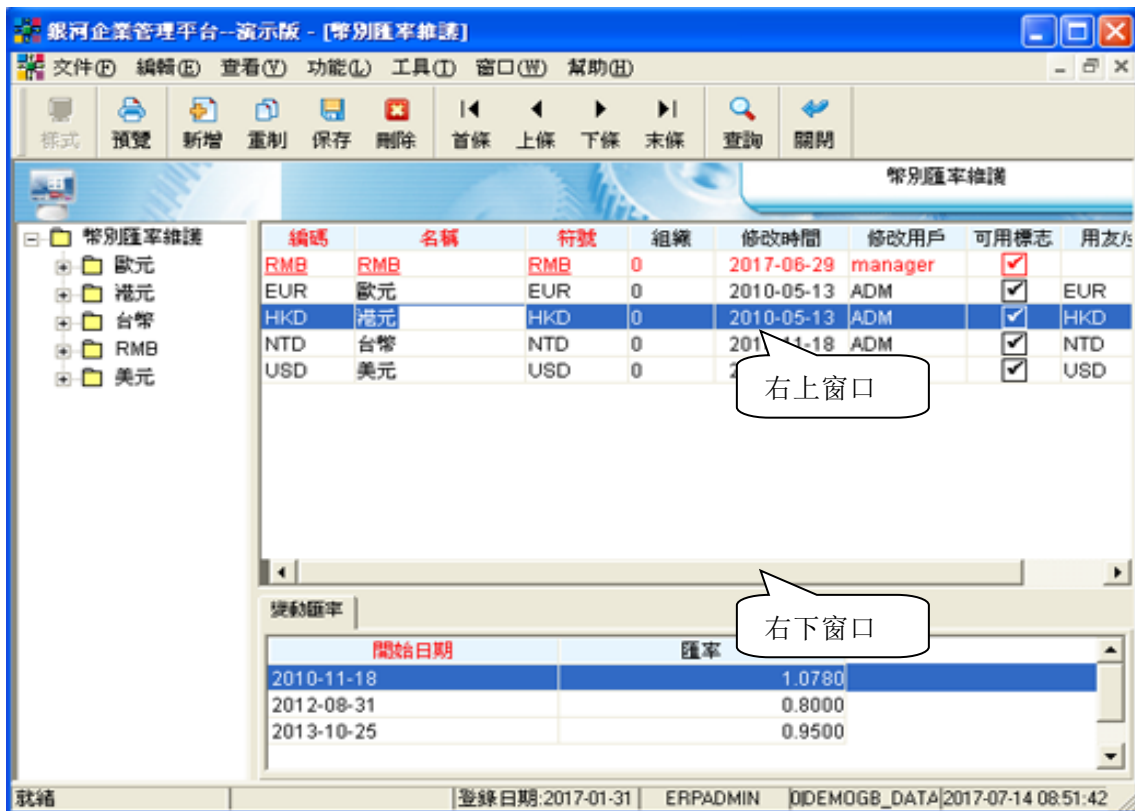 銀河企業管理平台--演示版 - [幣別匯率維護]
文件(F) 編輯(E) 查看(V) 功能(L) 工具(T) 窗口(W) 幫助(H)
樣式 預覽 新增 重制 保存 刪除 首條 上條 下條 末條 查詢 關閉
幣別匯率維護
幣別匯率維護
歐元
港元
台幣
RMB
美元
編碼 名稱 符號 組織 修改時間 修改用戶 可用標志 用友
RMB RMB RMB 0 2017-06-29 manager
EUR 歐元 EUR 0 2010-05-13 ADM EUR
HKD 港元 HKD 0 2010-05-13 ADM HKD
NTD 台幣 NTD 0 201 11-18 ADM NTD
USD 美元 USD 0 2 USD
右上窗口
變動匯率
右下窗口
開始日期 匯率
2010-11-18 1.0780
2012-08-31 0.8000
2013-10-25 0.9500
就緒 登錄日期:2017-01-31 ERPADMIN 0|DEMOGB_DATA|2017-07-14 08:51:42